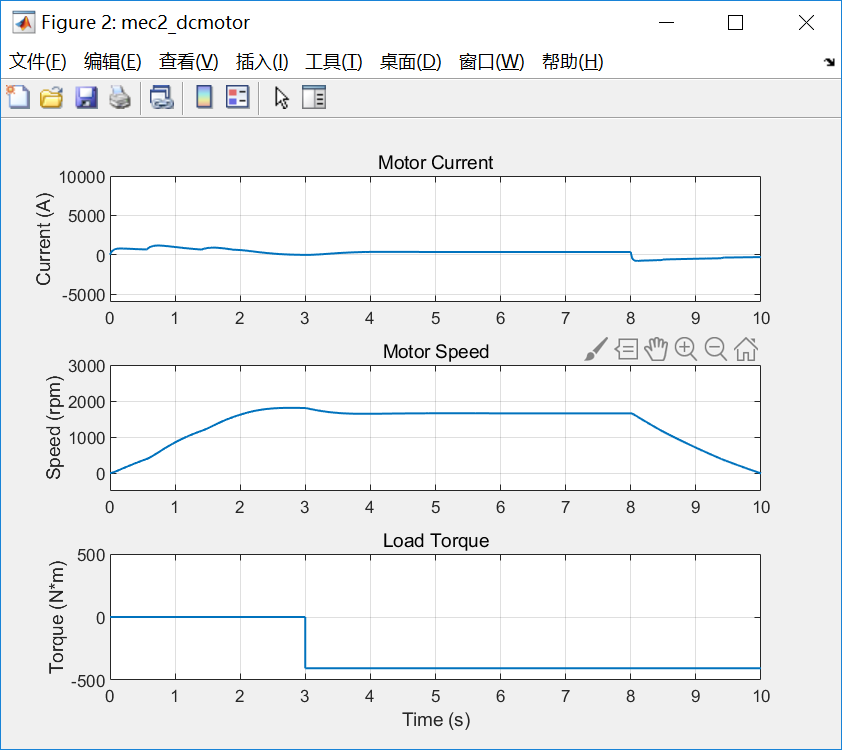 Figure 2: mec2_dcmotor
文件(F) 编辑(E) 查看(V) 插入(I) 工具(T) 桌面(D) 窗口(W) 帮助(H)
Motor Current
Current (A)
10000
5000
0
-5000
0 1 2 3 4 5 6 7 8 9 10
Motor Speed
Speed (rpm)
3000
2000
1000
0
0 1 2 3 4 5 6 7 8 9 10
Load Torque
Torque (N*m)
500
0
-500
0 1 2 3 4 5 6 7 8 9 10
Time (s)